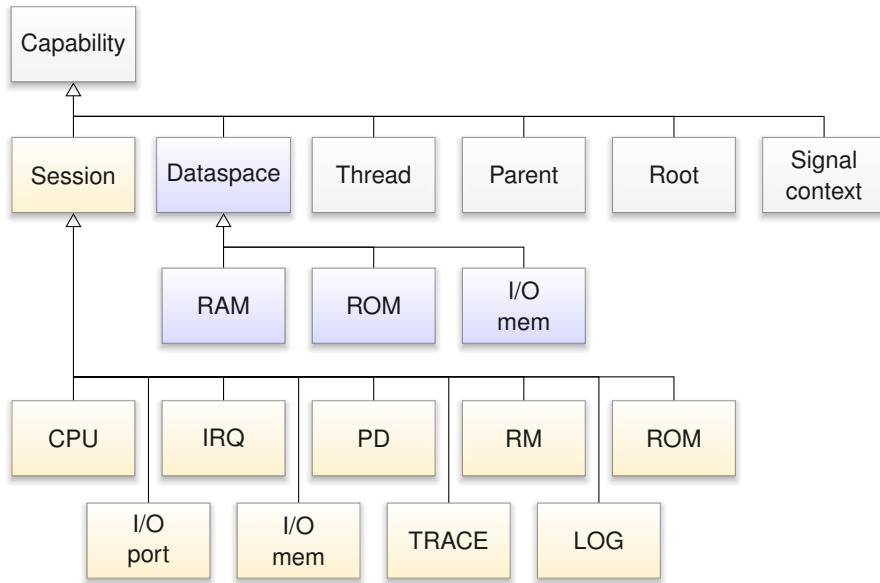 Capability
Session
Dataspace
Thread
Parent
Root
Signal
context
RAM
ROM
I/O
mem
CPU
IRQ
PD
RM
ROM
I/O
port
I/O
mem
TRACE
LOG